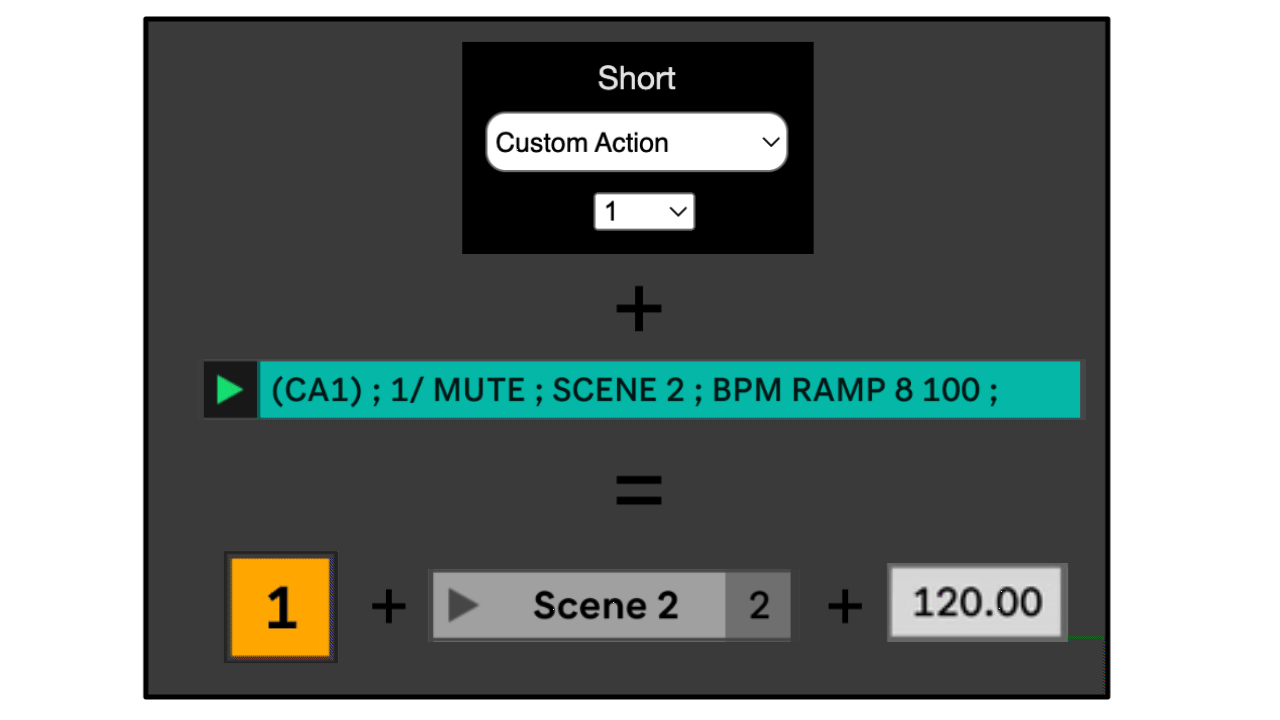 Short
Custom Action
1
+
(CA1) ; 1/ MUTE ; SCENE 2 ; BPM RAMP 8 100 ;
=
1 + Scene 2 2 + 120.00